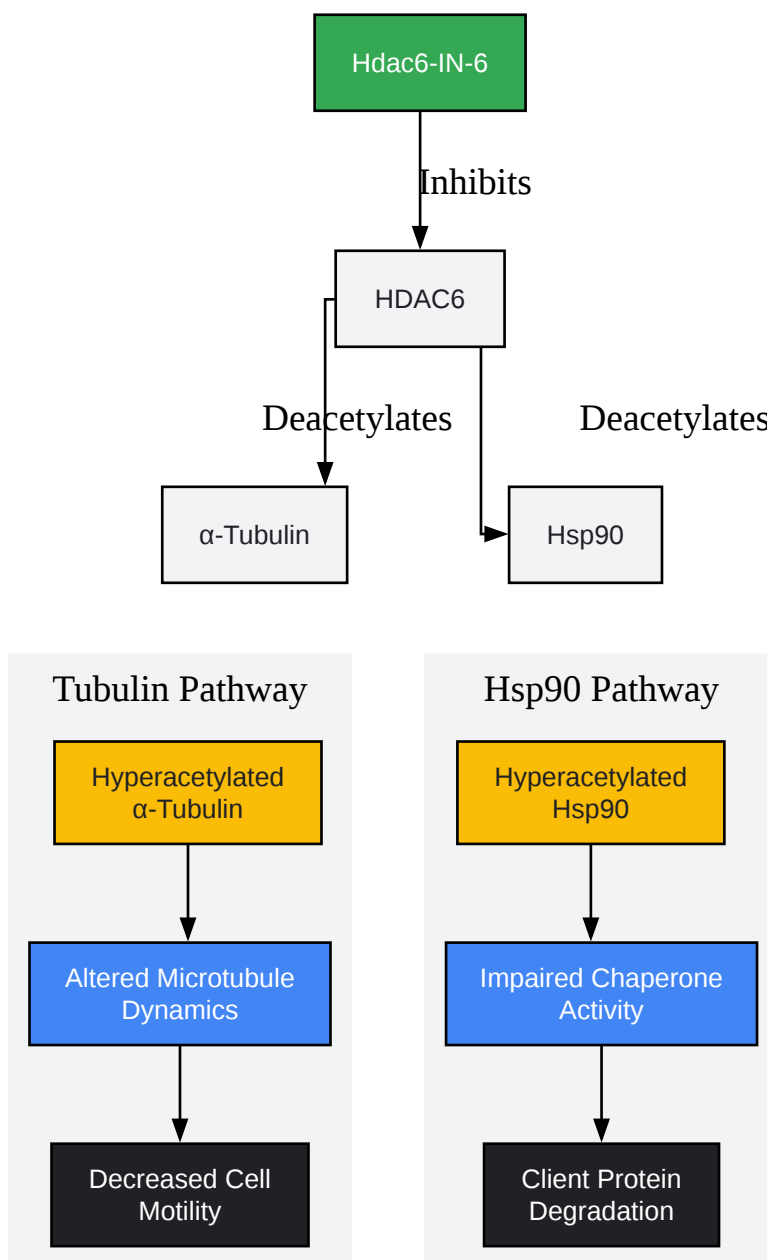 Hdac6-IN-6
Inhibits
HDAC6
Deacetylates
Deacetylates
α-Tubulin
Hsp90
Tubulin Pathway
Hyperacetylated
α-Tubulin
Altered Microtubule
Dynamics
Decreased Cell
Motility
Hsp90 Pathway
Hyperacetylated
Hsp90
Impaired Chaperone
Activity
Client Protein
Degradation